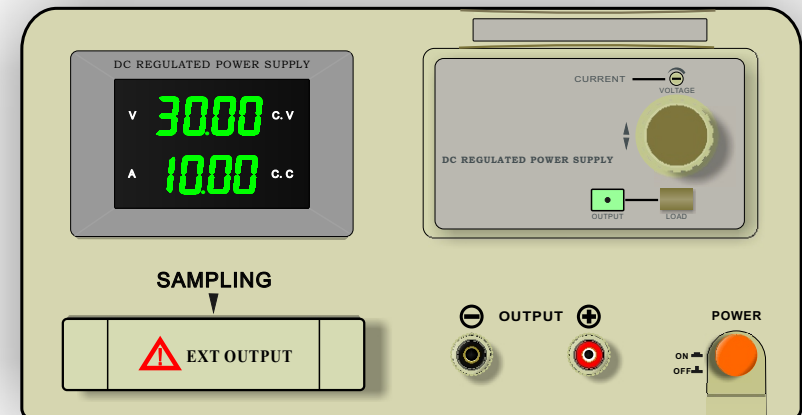 DC REGULATED POWER SUPPLY
V 30.00 C.V
A 10.00 C.C
CURRENT
VOLTAGE
DC REGULATED POWER SUPPLY
OUTPUT
LOAD
SAMPLING
EXT OUTPUT
OUTPUT
POWER
ON
OFF